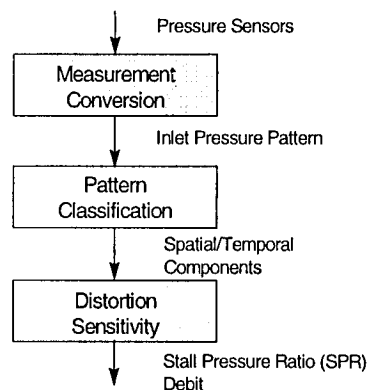 Pressure Sensors
Measurement
Conversion
Inlet Pressure Pattern
Pattern
Classification
Spatial/Temporal
Components
Distortion
Sensitivity
Stall Pressure Ratio (SPR)
Debit